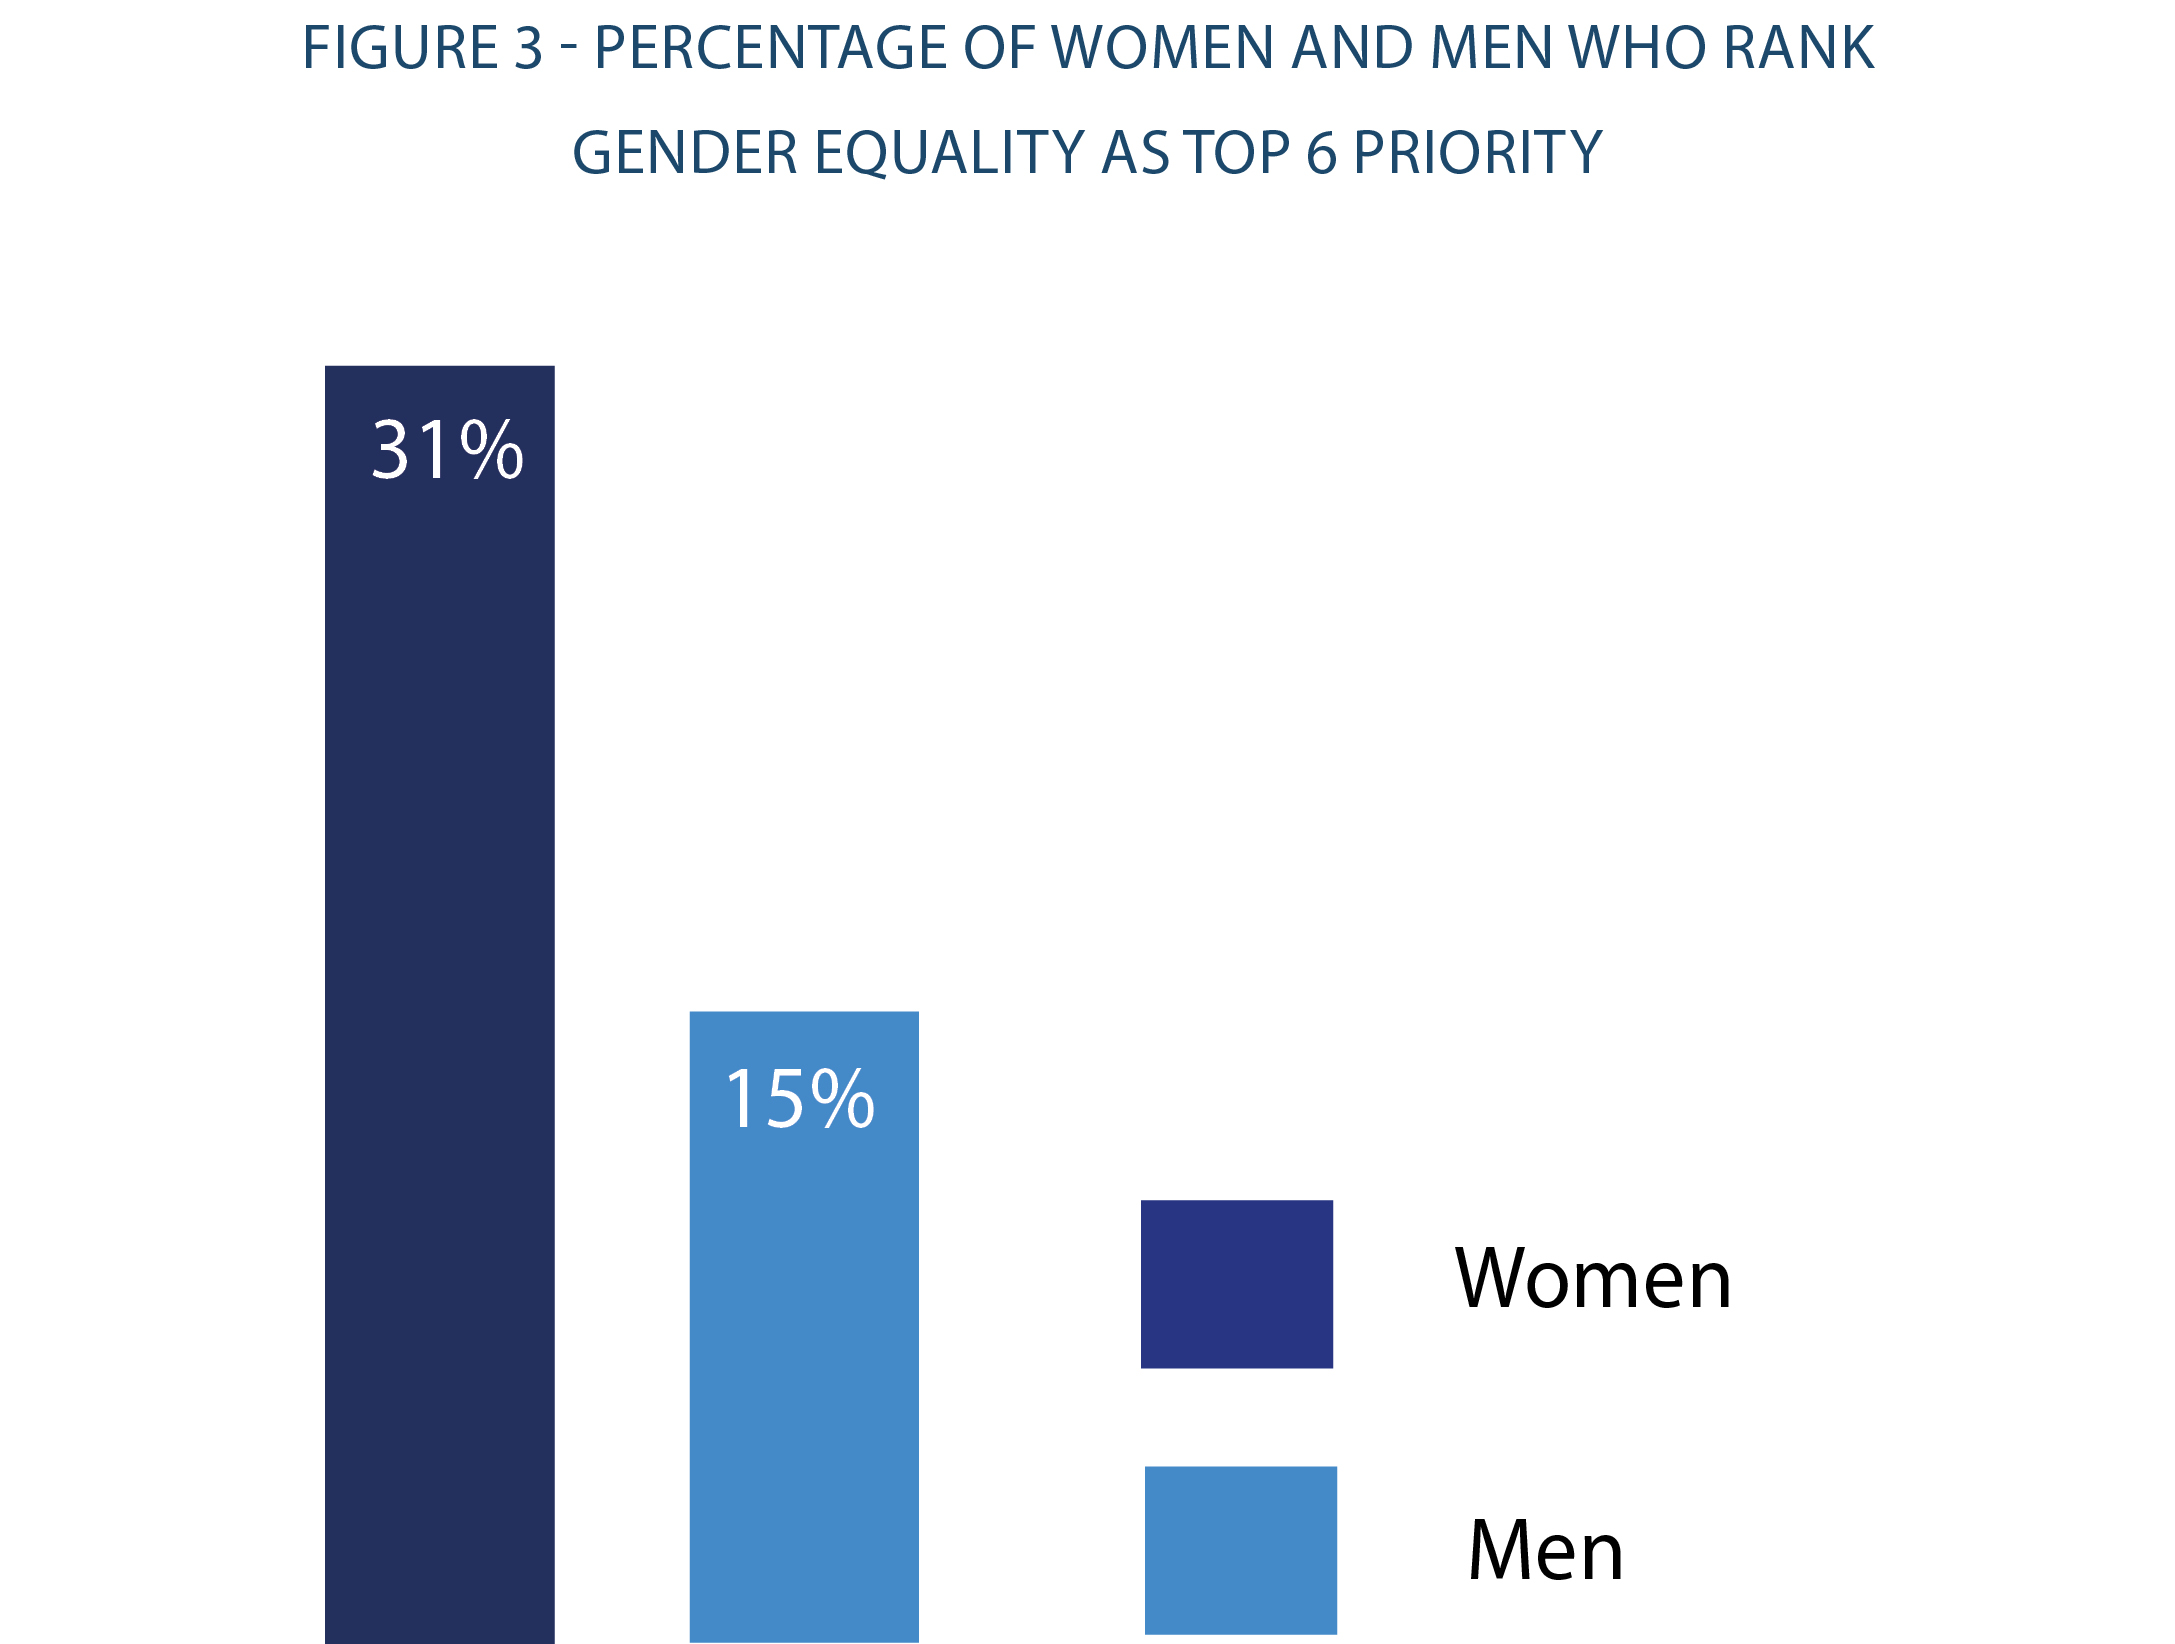 FIGURE 3 - PERCENTAGE OF WOMEN AND MEN WHO RANK
GENDER EQUALITY AS TOP 6 PRIORITY
31%
15%
Women
Men